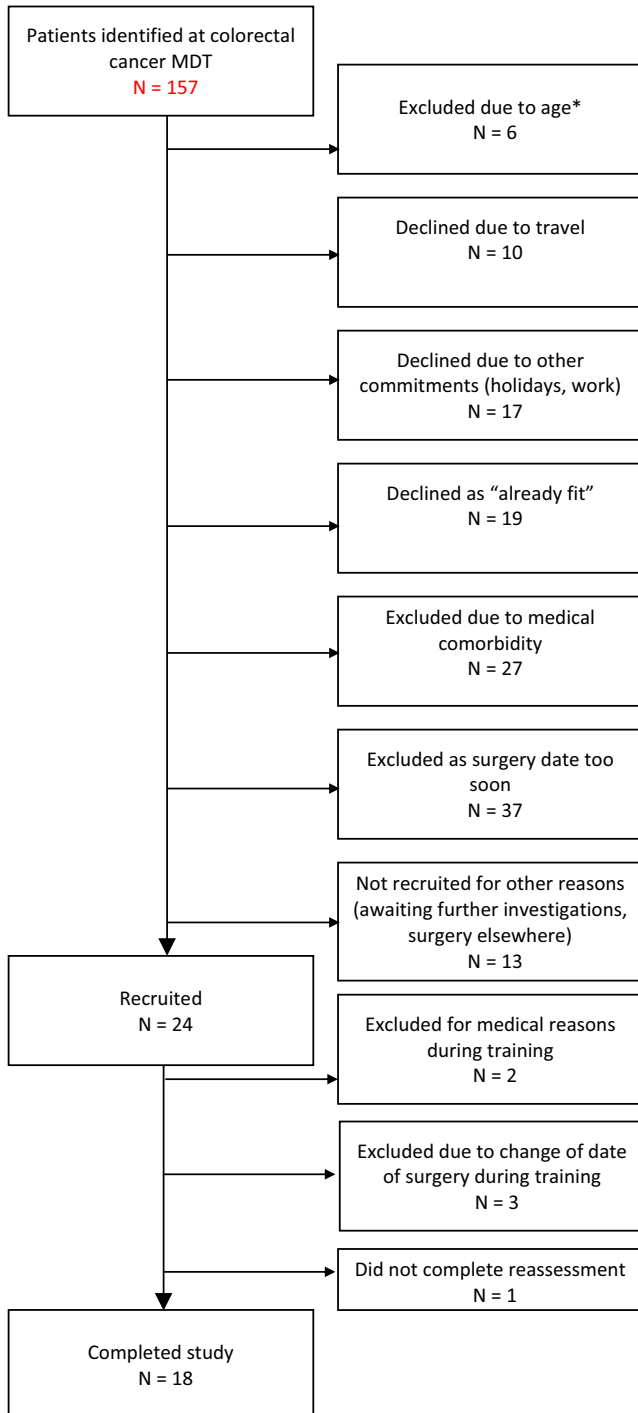 Patients identified at colorectal
cancer MDT
N = 157
Excluded due to age*
N = 6
Declined due to travel
N = 10
Declined due to other
commitments (holidays, work)
N = 17
Declined as “already fit”
N = 19
Excluded due to medical
comorbidity
N = 27
Excluded as surgery date too
soon
N = 37
Not recruited for other reasons
(awaiting further investigations,
surgery elsewhere)
N = 13
Recruited
N = 24
Excluded for medical reasons
during training
N = 2
Excluded due to change of date
of surgery during training
N = 3
Did not complete reassessment
N = 1
Completed study
N = 18